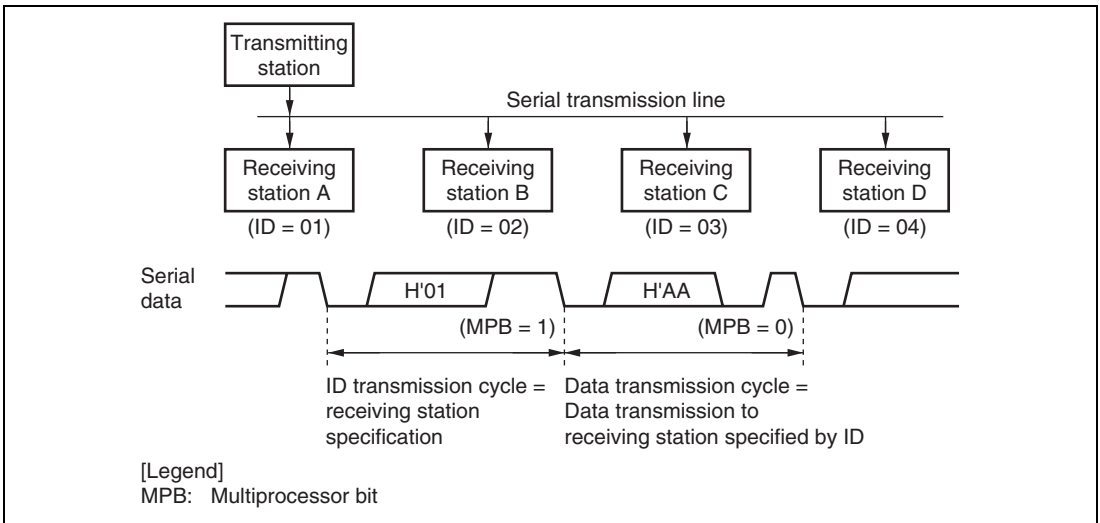 Transmitting
station
Serial transmission line
Receiving
station A
Receiving
station B
Receiving
station C
Receiving
station D
(ID = 01)
(ID = 02)
(ID = 03)
(ID = 04)
Serial
data
H'01
H'AA
(MPB = 1)
(MPB = 0)
ID transmission cycle =
receiving station
specification
Data transmission cycle =
Data transmission to
receiving station specified by ID
[Legend]
MPB: Multiprocessor bit